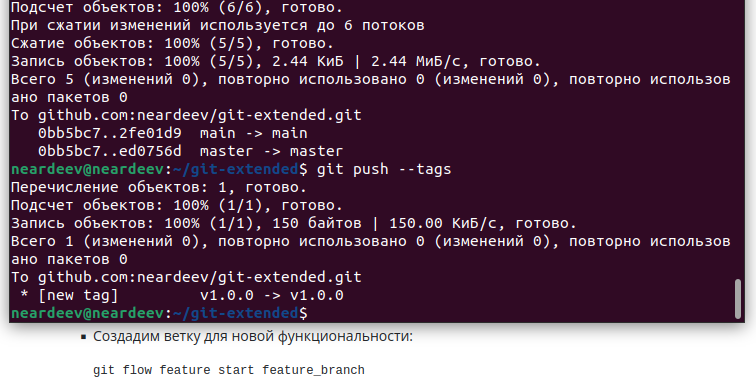 Подсчет объектов: 100% (6/6), готово.
При сжатии изменений используется до 6 потоков
Сжатие объектов: 100% (5/5), готово.
Запись объектов: 100% (5/5), 2.44 КиБ | 2.44 МиБ/с, готово.
Всего 5 (изменений 0), повторно использовано 0 (изменений 0), повторно использов
ано пакетов 0
To github.com:neardeev/git-extended.git
   0bb5bc7..2fe01d9  main -> main
   0bb5bc7..ed0756d  master -> master
neardeev@neardeev:~/git-extended$ git push --tags
Перечисление объектов: 1, готово.
Подсчет объектов: 100% (1/1), готово.
Запись объектов: 100% (1/1), 150 байтов | 150.00 КиБ/с, готово.
Всего 1 (изменений 0), повторно использовано 0 (изменений 0), повторно использов
ано пакетов 0
To github.com:neardeev/git-extended.git
 * [new tag]         v1.0.0 -> v1.0.0
neardeev@neardeev:~/git-extended$
▪ Создадим ветку для новой функциональности:
git flow feature start feature_branch